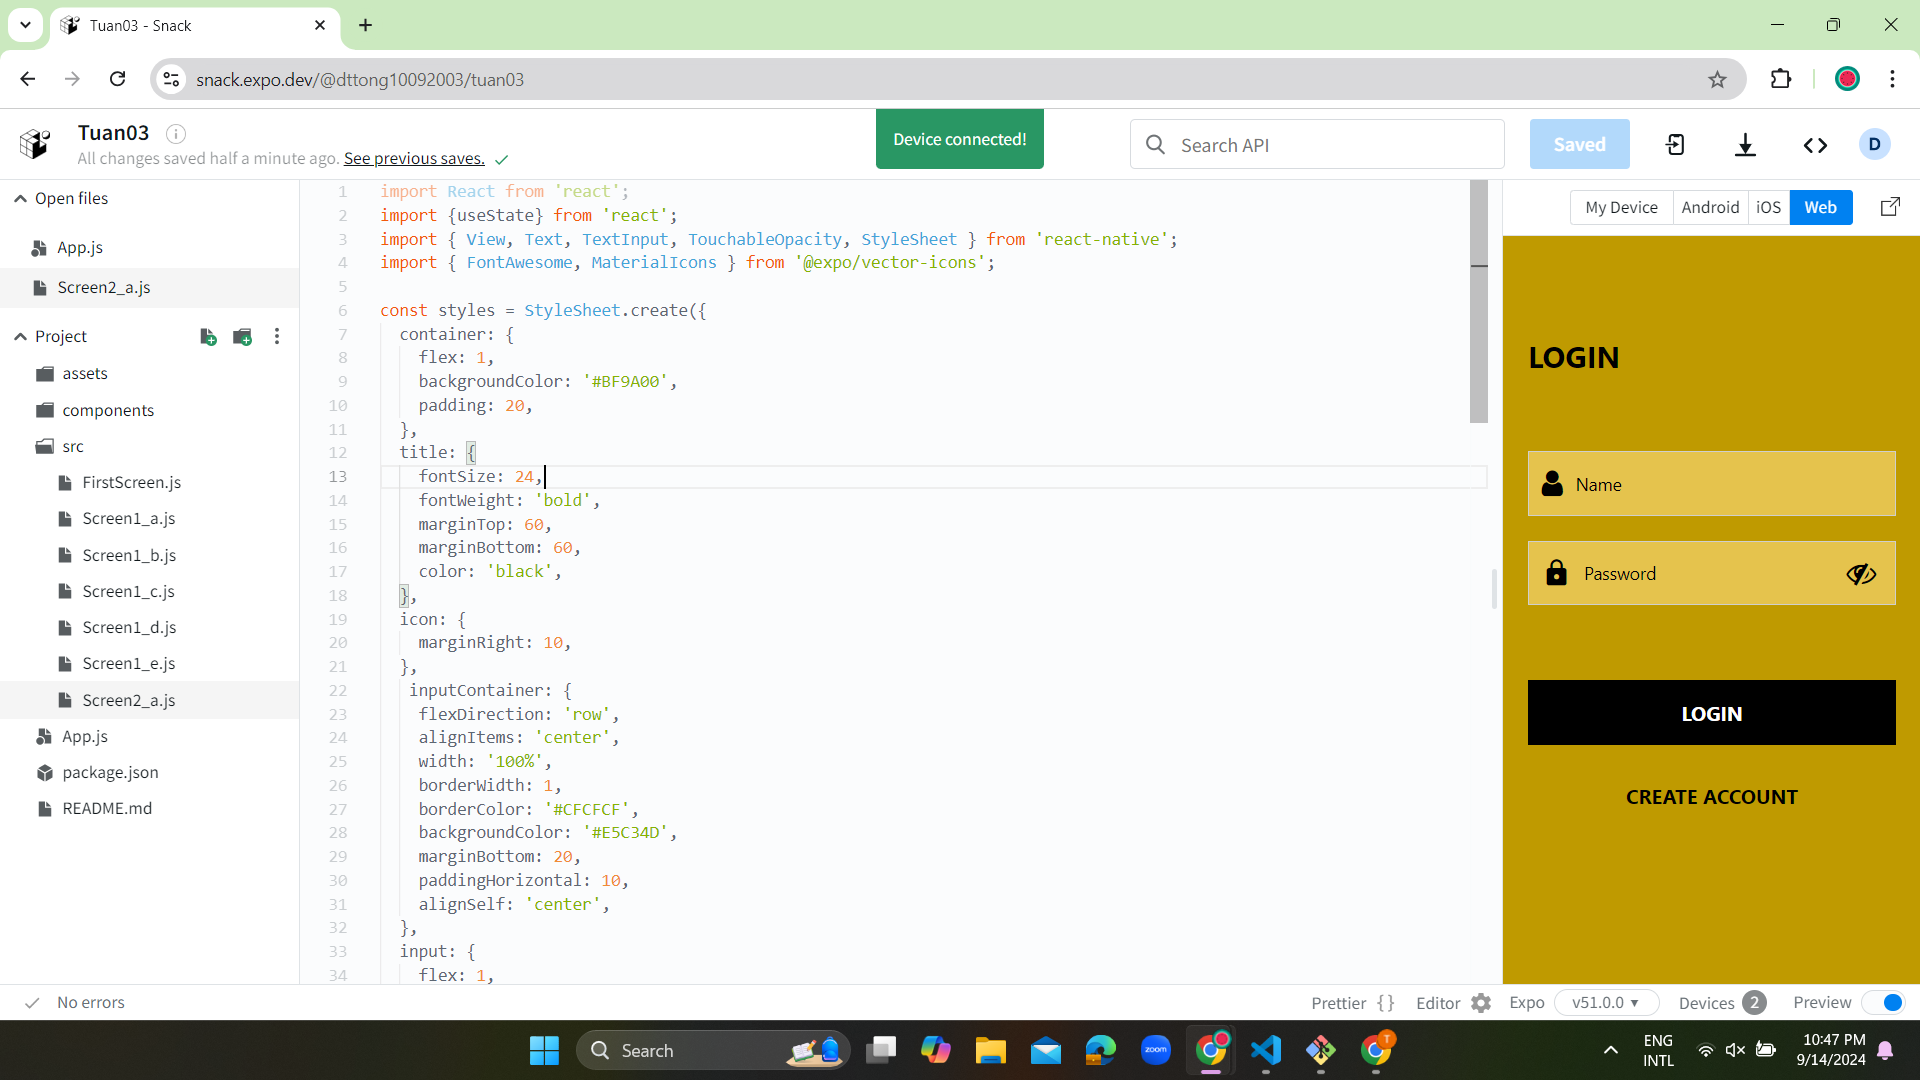 Tuan03 - Snack
snack.expo.dev/@dttong10092003/tuan03
Tuan03
All changes saved half a minute ago. See previous saves.
Device connected!
Search API
Saved
D
Open files
App.js
Screen2_a.js
Project
assets
components
src
FirstScreen.js
Screen1_a.js
Screen1_b.js
Screen1_c.js
Screen1_d.js
Screen1_e.js
Screen2_a.js
App.js
package.json
README.md
1 import React from 'react';
2 import {useState} from 'react';
3 import { View, Text, TextInput, TouchableOpacity, StyleSheet } from 'react-native';
4 import { FontAwesome, MaterialIcons } from '@expo/vector-icons';
5
6 const styles = StyleSheet.create({
7 container: {
8 flex: 1,
9 backgroundColor: '#BF9A00',
10 padding: 20,
11 },
12 title: {
13 fontSize: 24,
14 fontWeight: 'bold',
15 marginTop: 60,
16 marginBottom: 60,
17 color: 'black',
18 },
19 icon: {
20 marginRight: 10,
21 },
22 inputContainer: {
23 flexDirection: 'row',
24 alignItems: 'center',
25 width: '100%',
26 borderWidth: 1,
27 borderColor: '#CFCFCF',
28 backgroundColor: '#E5C34D',
29 marginBottom: 20,
30 paddingHorizontal: 10,
31 alignSelf: 'center',
32 },
33 input: {
34 flex: 1,
My Device Android iOS Web
LOGIN
Name
Password
LOGIN
CREATE ACCOUNT
No errors
Prettier { } Editor Expo v51.0.0 Devices 2 Preview
Search
zoom
T
ENG
INTL
10:47 PM
9/14/2024